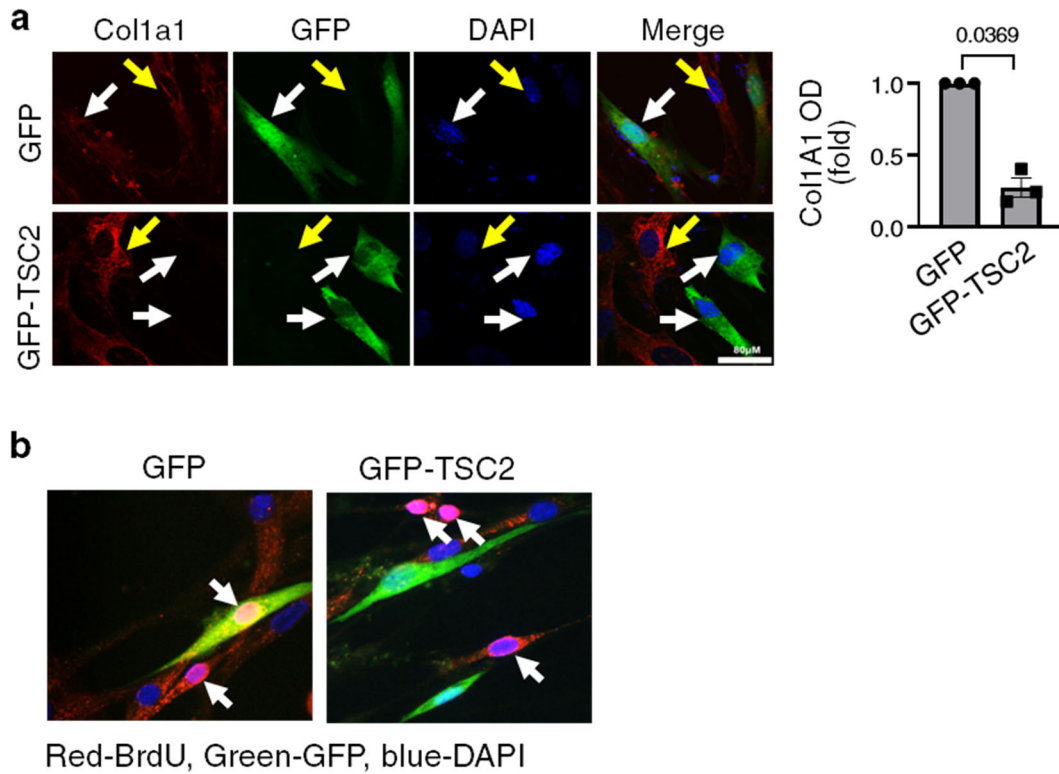 a
Col1a1 GFP DAPI Merge
GFP
GFP-TSC2
80µM
0.0369
Col1A1 OD
(fold)
1.0
0.5
0.0
GFP
GFP-TSC2
b
GFP GFP-TSC2
Red-BrdU, Green-GFP, blue-DAPI